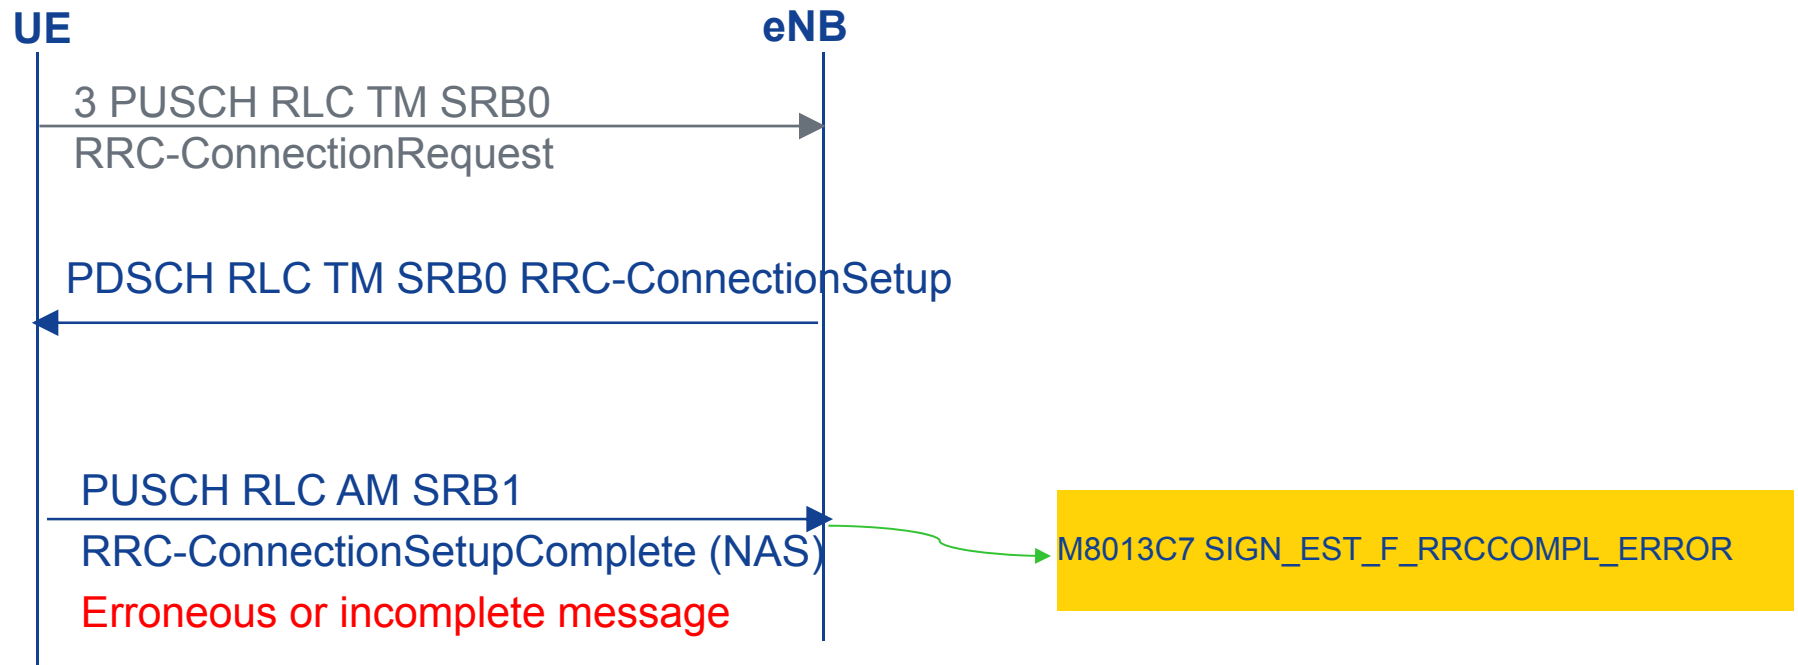 UE
eNB
3 PUSCH RLC TM SRB0
RRC-ConnectionRequest
PDSCH RLC TM SRB0 RRC-ConnectionSetup
PUSCH RLC AM SRB1
RRC-ConnectionSetupComplete (NAS)
Erroneous or incomplete message
M8013C7 SIGN_EST_F_RRCCOMPL_ERROR